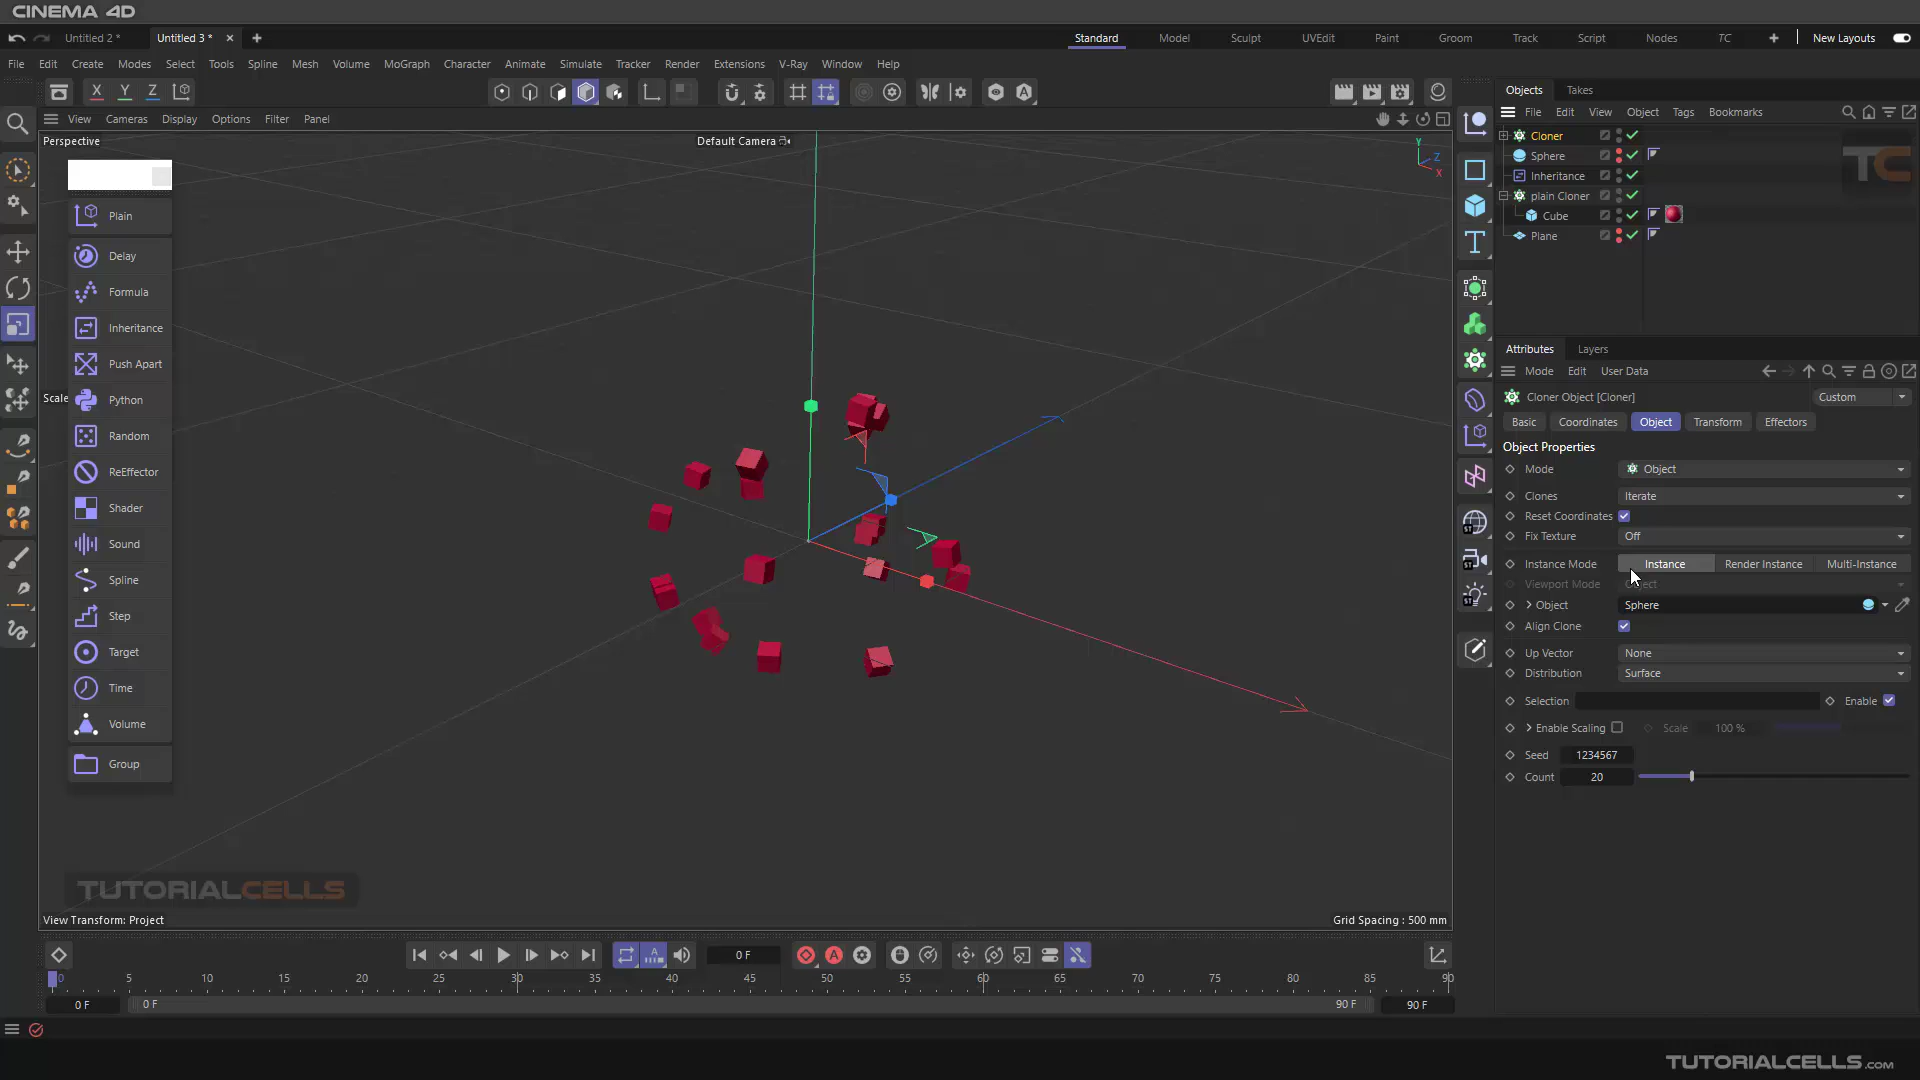 CINEMA 4D
Untitled 2 *
Untitled 3 *
Standard
Model
Sculpt
UVEdit
Paint
Groom
Track
Script
Nodes
TC
New Layouts
File Edit Create Modes Select Tools Spline Mesh Volume MoGraph Character Animate Simulate Tracker Render Extensions V-Ray Window Help
X Y Z
View Cameras Display Options Filter Panel
Perspective
Default Camera
Y
Z
X
Plain
Delay
Formula
Inheritance
Push Apart
Scale
Python
Random
ReEffector
Shader
Sound
Spline
Step
Target
Time
Volume
Group
TUTORIALCELLS
View Transform: Project
Grid Spacing : 500 mm
Objects Takes
File Edit View Object Tags Bookmarks
Cloner
Sphere
Inheritance
plain Cloner
Cube
Plane
TC
ST
ST
ST
Attributes Layers
Mode Edit User Data
Cloner Object [Cloner]
Custom
Basic Coordinates Object Transform Effectors
Object Properties
Mode Object
Clones Iterate
Reset Coordinates
Fix Texture Off
Instance Mode Instance Render Instance Multi-Instance
Viewport Mode Object
Object Sphere
Align Clone
Up Vector None
Distribution Surface
Selection Enable
Enable Scaling Scale 100 %
Seed 1234567
Count 20
0 F
0 5 10 15 20 25 30 35 40 45 50 55 60 65 70 75 80 85 90
0 F 0 F 90 F 90 F
TUTORIALCELLS.COM